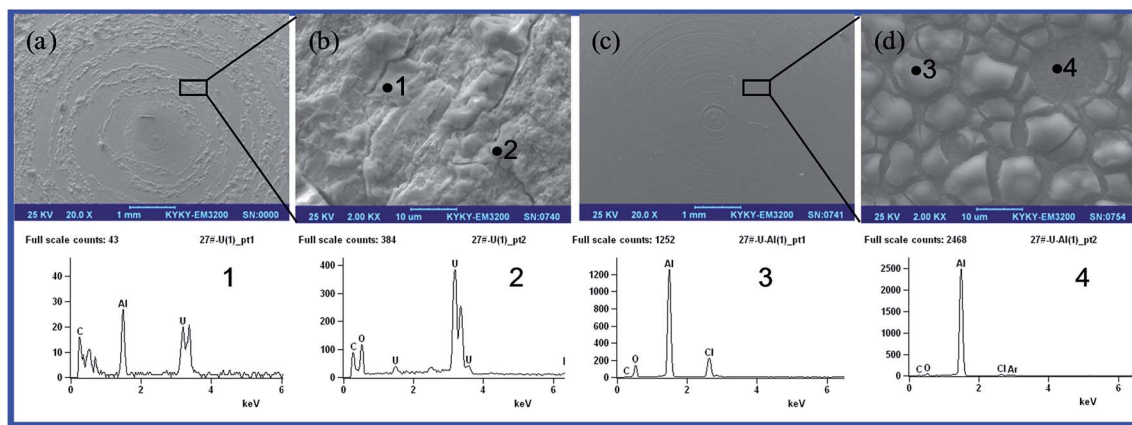 (a) (b) (c) (d)
1 2 3 4
25 KV 20.0 X 1 mm KYKY-EM3200 SN:0000
25 KV 2.00 KX 10 um KYKY-EM3200 SN:0740
25 KV 20.0 X 1 mm KYKY-EM3200 SN:0741
25 KV 2.00 KX 10 um KYKY-EM3200 SN:0754
Full scale counts: 43 27#-U(1)_pt1
40
30
20
10
0
C Al U
1
0 2 4 6
keV
Full scale counts: 384 27#-U(1)_pt2
400
300
200
100
0
C O U U U
2
0 2 4
keV
Full scale counts: 1252 27#-U-Al(1)_pt1
1200
1000
800
600
400
200
0
C O Al Cl
3
0 2 4 6
keV
Full scale counts: 2468 27#-U-Al(1)_pt2
2500
2000
1500
1000
500
0
C O Al Cl Ar
4
0 2 4 6
keV